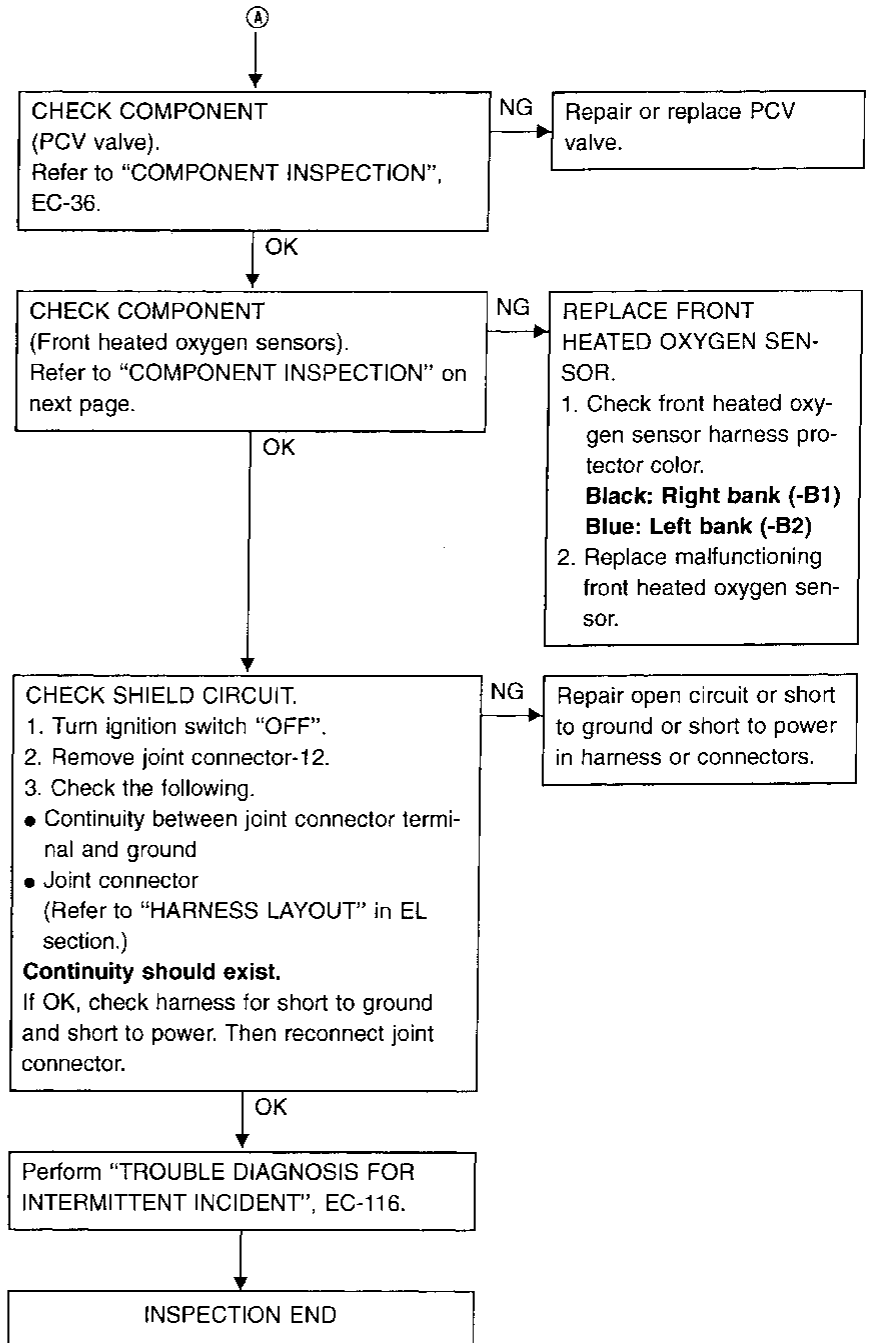 A
CHECK COMPONENT
(PCV valve).
Refer to “COMPONENT INSPECTION”,
EC-36.
NG
Repair or replace PCV
valve.
OK
CHECK COMPONENT
(Front heated oxygen sensors).
Refer to “COMPONENT INSPECTION” on
next page.
NG
REPLACE FRONT
HEATED OXYGEN SEN-
SOR.
1. Check front heated oxy-
gen sensor harness pro-
tector color.
Black: Right bank (-B1)
Blue: Left bank (-B2)
2. Replace malfunctioning
front heated oxygen sen-
sor.
OK
CHECK SHIELD CIRCUIT.
1. Turn ignition switch “OFF”.
2. Remove joint connector-12.
3. Check the following.
● Continuity between joint connector termi-
nal and ground
● Joint connector
(Refer to “HARNESS LAYOUT” in EL
section.)
Continuity should exist.
If OK, check harness for short to ground
and short to power. Then reconnect joint
connector.
NG
Repair open circuit or short
to ground or short to power
in harness or connectors.
OK
Perform “TROUBLE DIAGNOSIS FOR
INTERMITTENT INCIDENT”, EC-116.
INSPECTION END